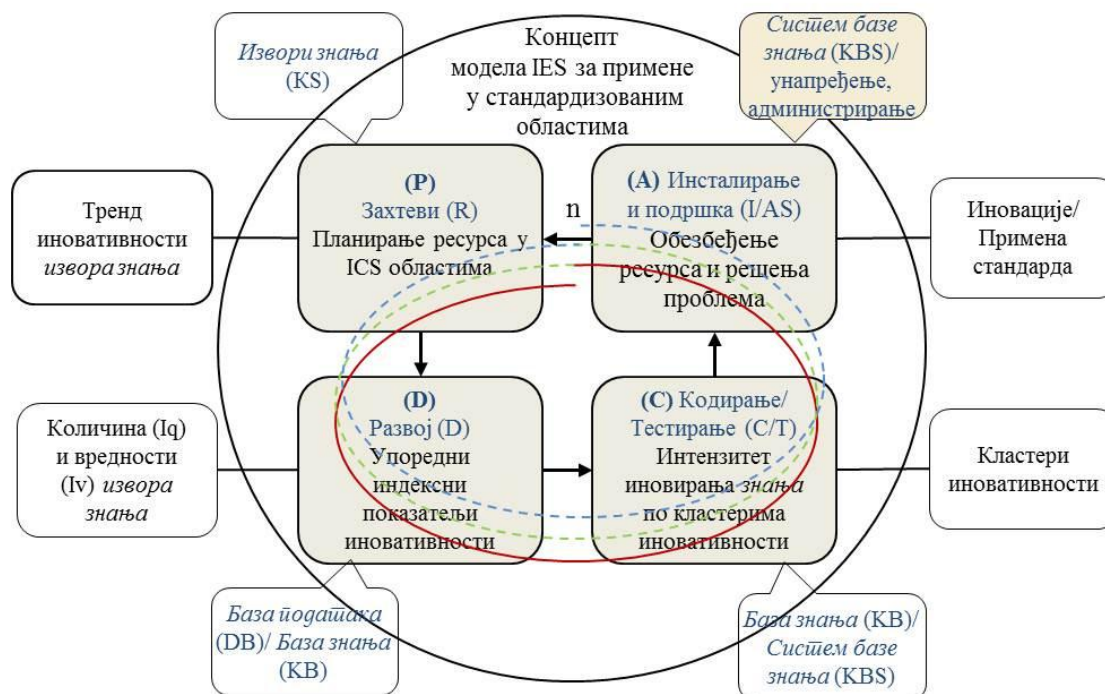 Концепт
модела IES за примене
у стандардизованим
областима
Извори знања
(KS)
Систем базе
знања (KBS)/
унапређење,
администрирање
(P)
Захтеви (R)
Планирање ресурса у
ICS областима
n
(A) Инсталирање
и подршка (I/AS)
Обезбеђење
ресурса и решења
проблема
Тренд
иновативности
извора знања
Иновације/
Примена
стандарда
(D)
Развој (D)
Упоредни
индексни
показатељи
иновативности
(C) Кодирање/
Тестирање (C/T)
Интензитет
иновирања знања
по кластерима
иновативности
Количина (Iq)
и вредности
(Iv) извора
знања
Кластери
иновативности
База података
(DB)/ База знања
(KB)
База знања (KB)/
Систем базе
знања (KBS)